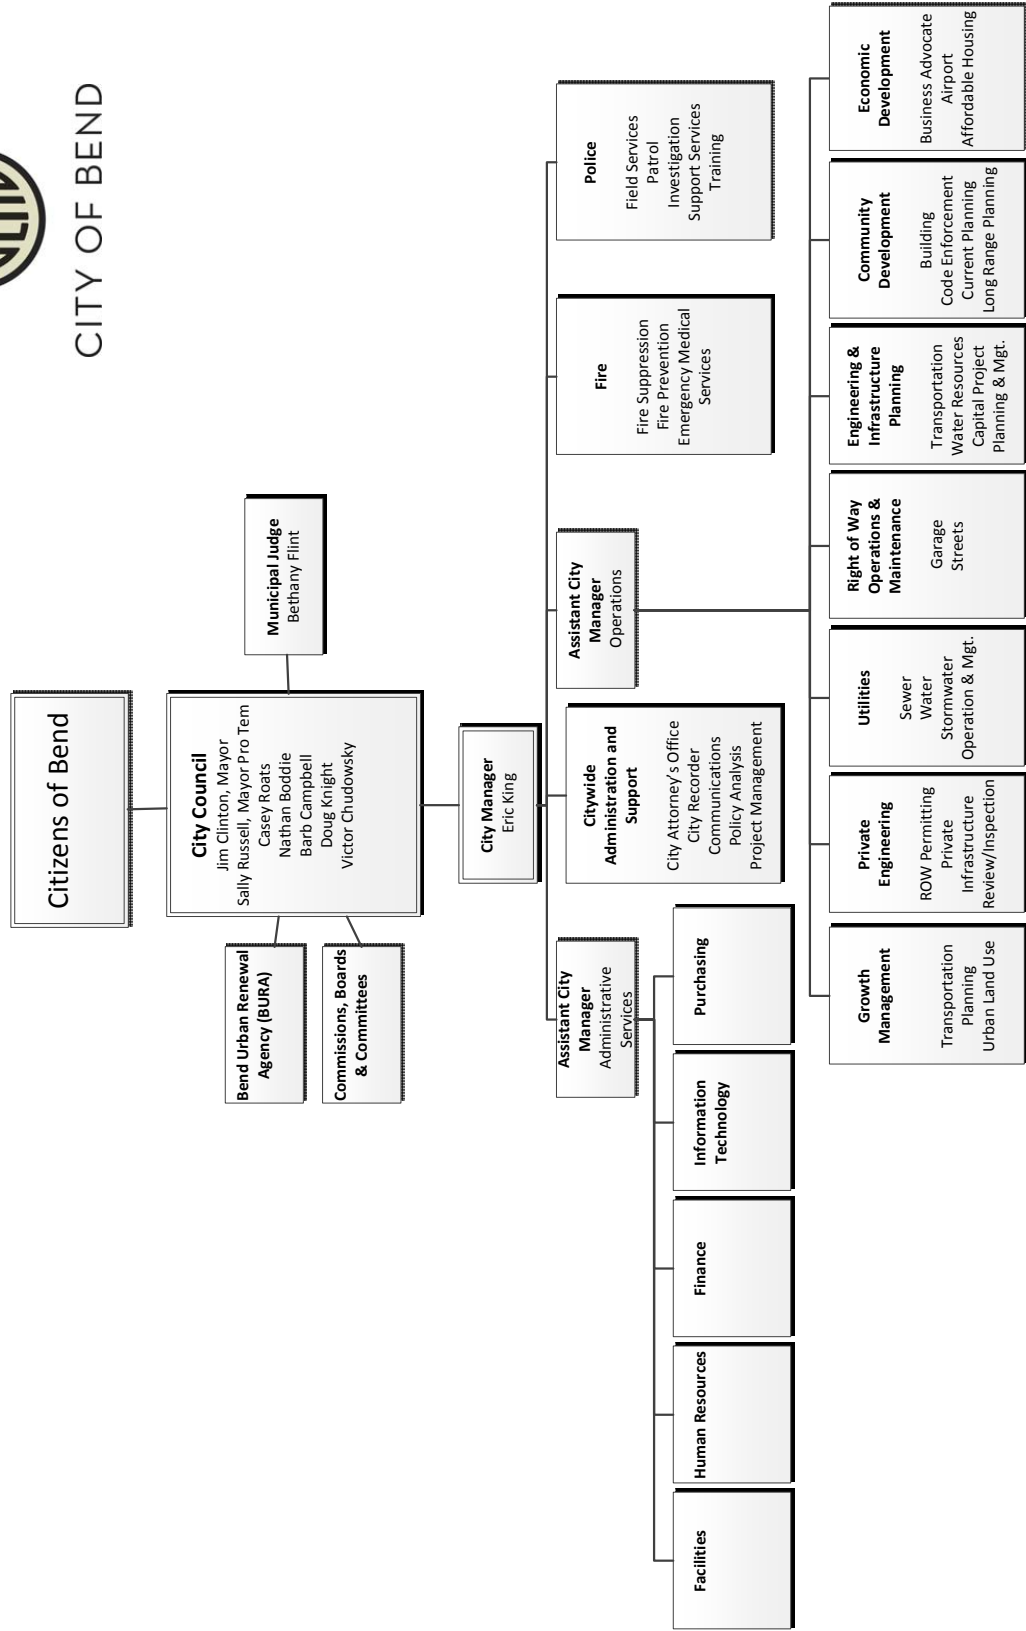 CITY OF BEND
Citizens of Bend
City Council
Jim Clinton, Mayor
Sally Russell, Mayor Pro Tem
Casey Roats
Nathan Boddie
Barb Campbell
Doug Knight
Victor Chudowsky
Bend Urban Renewal
Agency (BURA)
Commissions, Boards
& Committees
Municipal Judge
Bethany Flint
City Manager
Eric King
Assistant City
Manager
Administrative
Services
Citywide
Administration and
Support
City Attorney's Office
City Recorder
Communications
Policy Analysis
Project Management
Assistant City
Manager
Operations
Fire
Fire Suppression
Fire Prevention
Emergency Medical
Services
Police
Field Services
Patrol
Investigation
Support Services
Training
Facilities
Human Resources
Finance
Information
Technology
Purchasing
Growth
Management
Transportation
Planning
Urban Land Use
Private
Engineering
ROW Permitting
Private
Infrastructure
Review/Inspection
Utilities
Sewer
Water
Stormwater
Operation & Mgt.
Right of Way
Operations &
Maintenance
Garage
Streets
Engineering &
Infrastructure
Planning
Transportation
Water Resources
Capital Project
Planning & Mgt.
Community
Development
Building
Code Enforcement
Current Planning
Long Range Planning
Economic
Development
Business Advocate
Airport
Affordable Housing